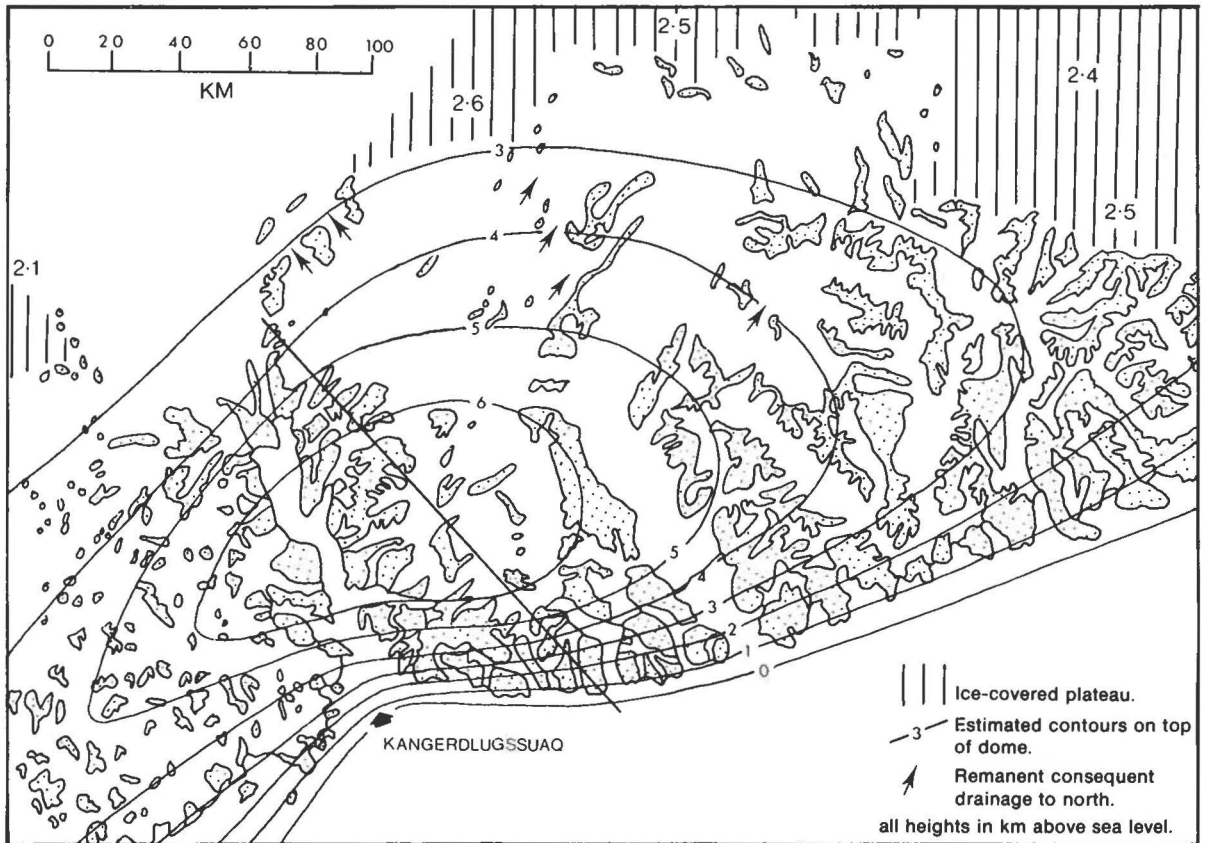 0 20 40 60 80 100
KM
2·5
2·4
2·6
3
2·5
4
2·1
5
6
5
4
3
2
1
0
KANGERDLUGSSUAQ
Ice-covered plateau.
3 Estimated contours on top
of dome.
Remanent consequent
drainage to north.
all heights in km above sea level.